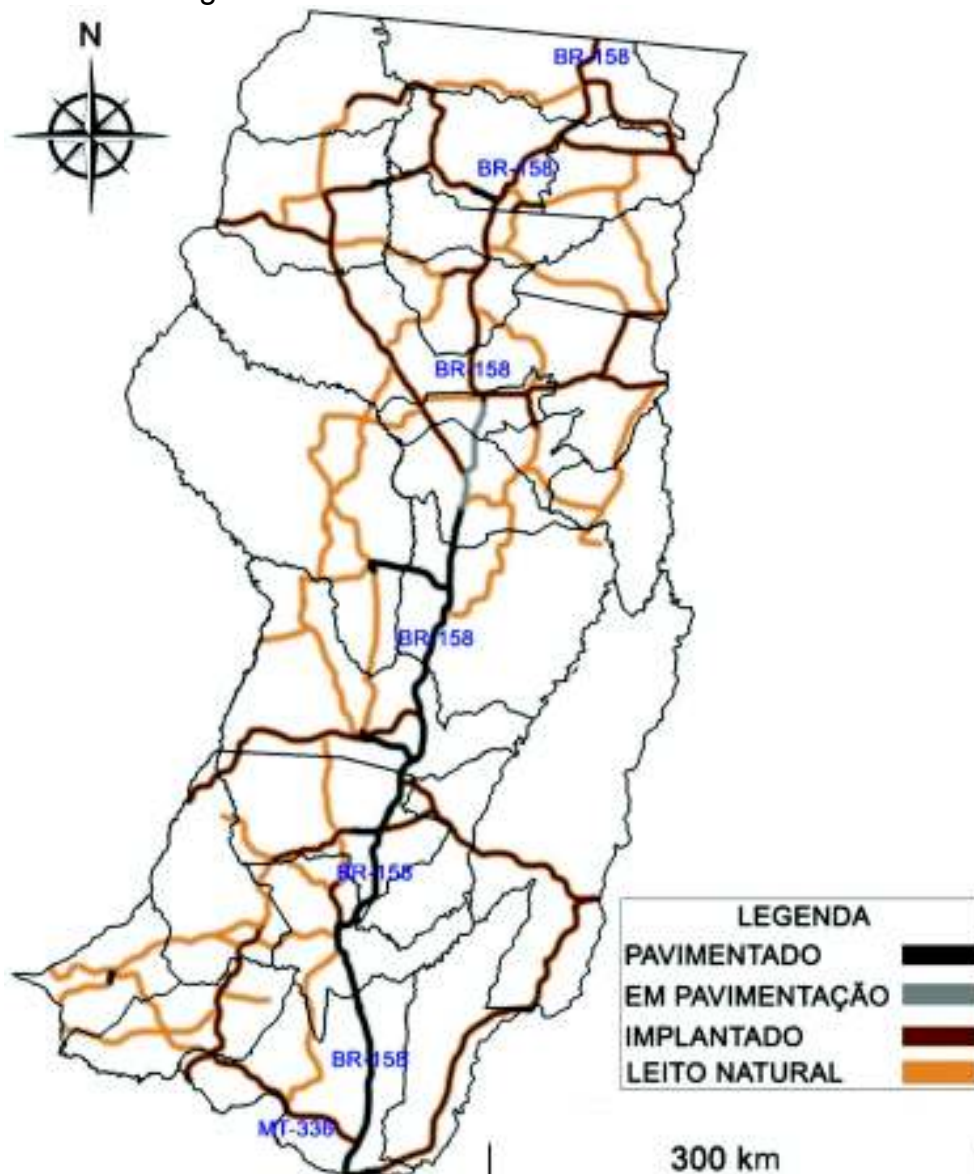 N
BR-158
BR-158
BR-158
BR-158
BR-158
BR-158
MT-336
LEGENDA
PAVIMENTADO
EM PAVIMENTAÇÃO
IMPLANTADO
LEITO NATURAL
300 km